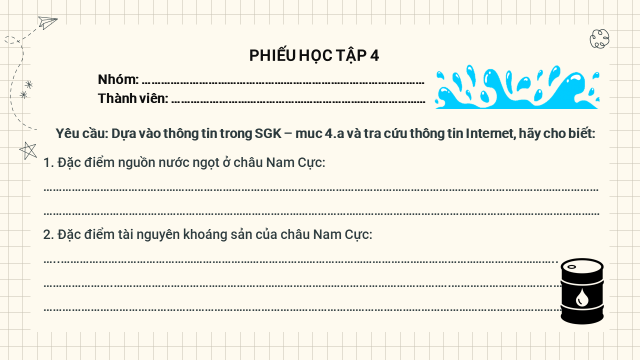 PHIẾU HỌC TẬP 4
Nhóm: ...............................................................................
Thành viên: .......................................................................
Yêu cầu: Dựa vào thông tin trong SGK – muc 4.a và tra cứu thông tin Internet, hãy cho biết:
1. Đặc điểm nguồn nước ngọt ở châu Nam Cực:
................................................................................................................................
................................................................................................................................
2. Đặc điểm tài nguyên khoáng sản của châu Nam Cực:
................................................................................................................................
................................................................................................................................
................................................................................................................................